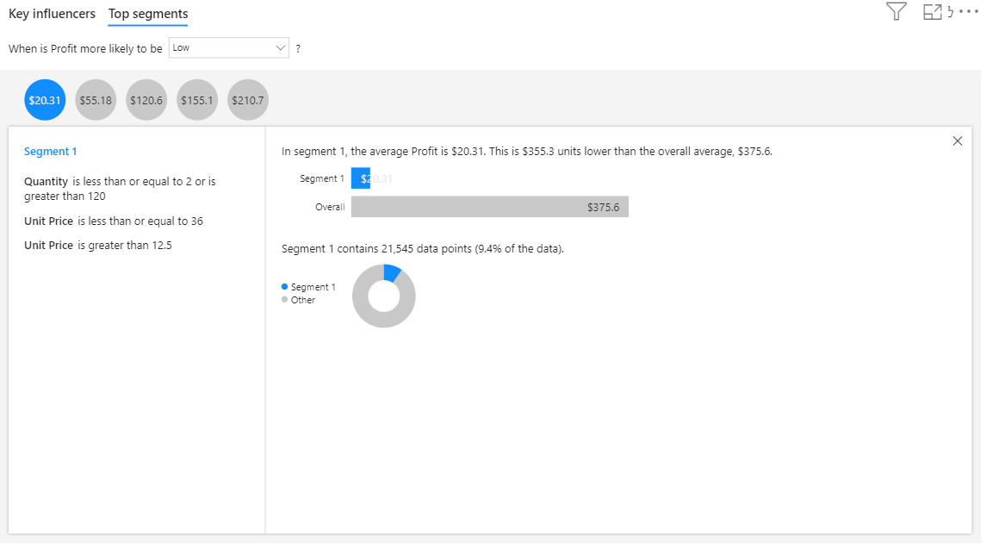 Key influencers Top segments
When is Profit more likely to be Low ?
$20.31 $55.18 $120.6 $155.1 $210.7
Segment 1
Quantity is less than or equal to 2 or is
greater than 120
Unit Price is less than or equal to 36
Unit Price is greater than 12.5
In segment 1, the average Profit is $20.31. This is $355.3 units lower than the overall average, $375.6.
Segment 1 $20.31
Overall $375.6
Segment 1 contains 21,545 data points (9.4% of the data).
Segment 1
Other